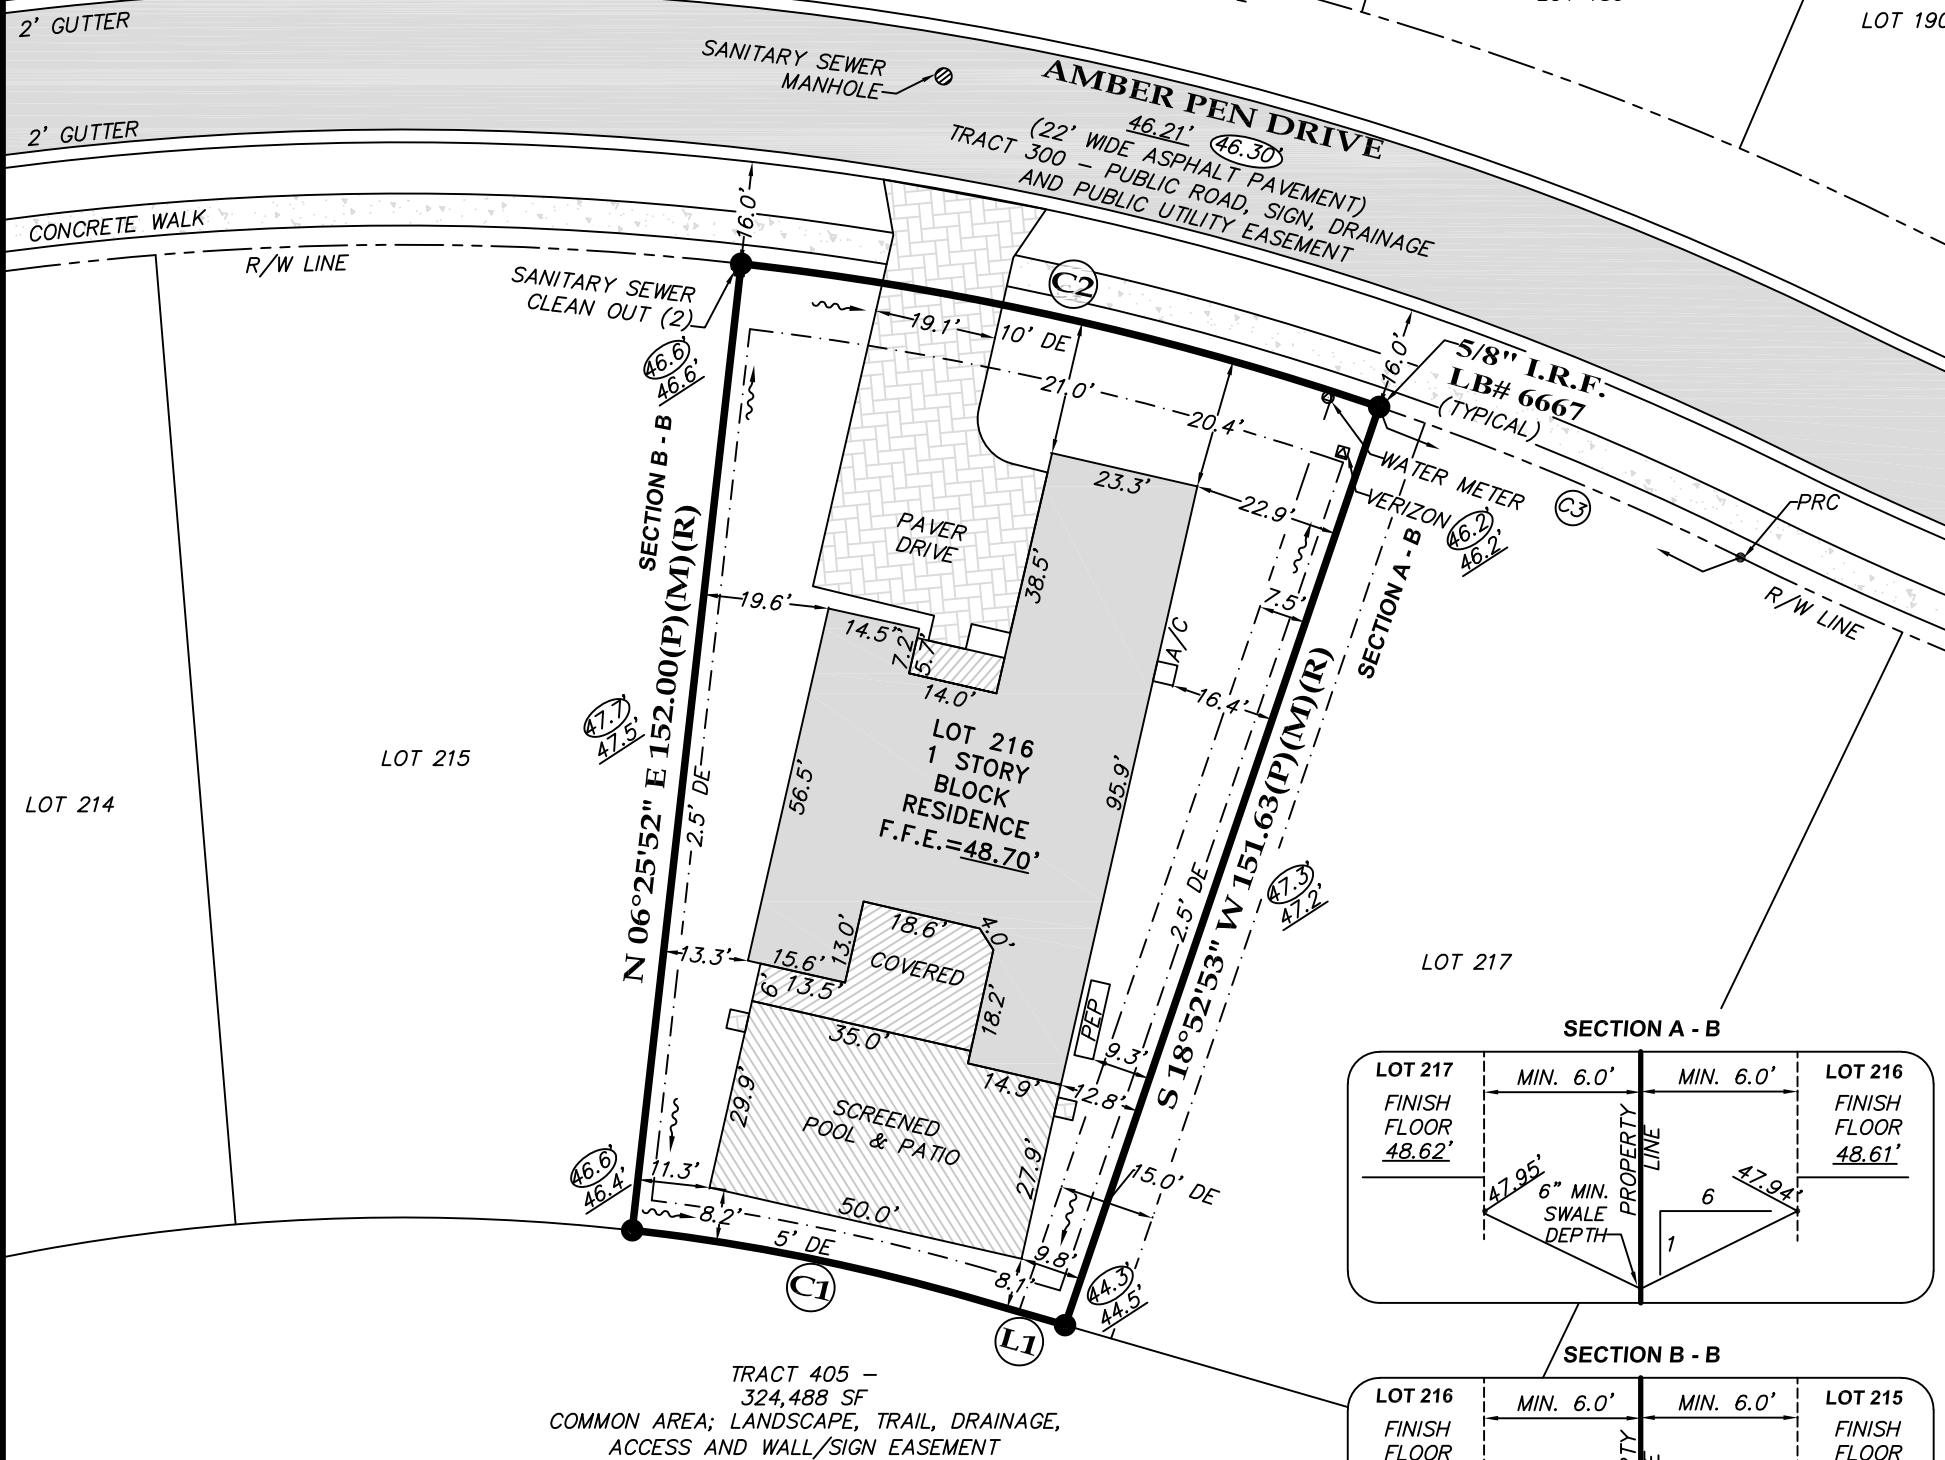 2' GUTTER
2' GUTTER
SANITARY SEWER
MANHOLE
AMBER PEN DRIVE
46.21'
46.30'
(22' WIDE ASPHALT PAVEMENT)
TRACT 300 – PUBLIC ROAD, SIGN, DRAINAGE
AND PUBLIC UTILITY EASEMENT
LOT 190
CONCRETE WALK
R/W LINE
16.0'
SANITARY SEWER
CLEAN OUT (2)
C2
46.6'
46.6'
19.1'
10' DE
21.0'
20.4'
16.0'
5/8" I.R.F.
LB# 6667
(TYPICAL)
WATER METER
VERIZON
46.2'
46.2'
C3
PRC
R/W LINE
SECTION B - B
N 06°25'52" E 152.00(P)(M)(R)
23.3'
22.9'
PAVER
DRIVE
38.5'
7.5'
SECTION A - B
19.6'
14.5'
7.2'
5.7'
14.0'
A/C
16.4'
47.7'
47.5'
LOT 214
LOT 215
2.5' DE
56.5'
LOT 216
1 STORY
BLOCK
RESIDENCE
F.F.E.=48.70'
95.9'
2.5' DE
S 18°52'53" W 151.63(P)(M)(R)
47.3'
47.2'
LOT 217
13.3'
15.6'
13.0'
18.6'
4.0'
COVERED
6'
13.5'
18.2'
35.0'
PEP
9.3'
14.9'
12.8'
29.9'
SCREENED
POOL & PATIO
27.9'
15.0' DE
46.6'
46.4'
11.3'
8.2'
50.0'
5' DE
9.8'
8.1'
44.3'
44.5'
C1
L1
TRACT 405 –
324,488 SF
COMMON AREA; LANDSCAPE, TRAIL, DRAINAGE,
ACCESS AND WALL/SIGN EASEMENT
SECTION A - B
LOT 217
MIN. 6.0'
MIN. 6.0'
LOT 216
FINISH
FLOOR
48.62'
PROPERTY
LINE
FINISH
FLOOR
48.61'
47.95'
6" MIN.
SWALE
DEPTH
6
1
47.94'
SECTION B - B
LOT 216
MIN. 6.0'
MIN. 6.0'
LOT 215
FINISH
FLOOR
FINISH
FLOOR